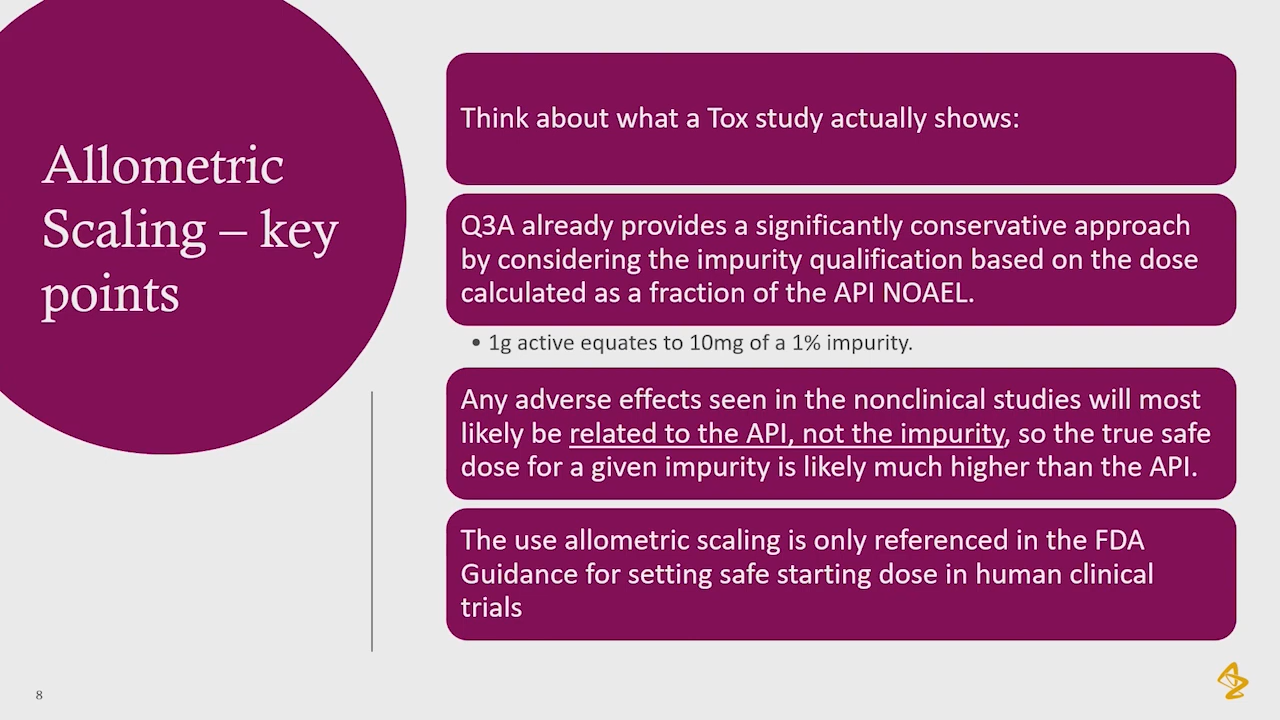 Allometric
Scaling – key
points
Think about what a Tox study actually shows:
Q3A already provides a significantly conservative approach
by considering the impurity qualification based on the dose
calculated as a fraction of the API NOAEL.
• 1g active equates to 10mg of a 1% impurity.
Any adverse effects seen in the nonclinical studies will most
likely be related to the API, not the impurity, so the true safe
dose for a given impurity is likely much higher than the API.
The use allometric scaling is only referenced in the FDA
Guidance for setting safe starting dose in human clinical
trials
8